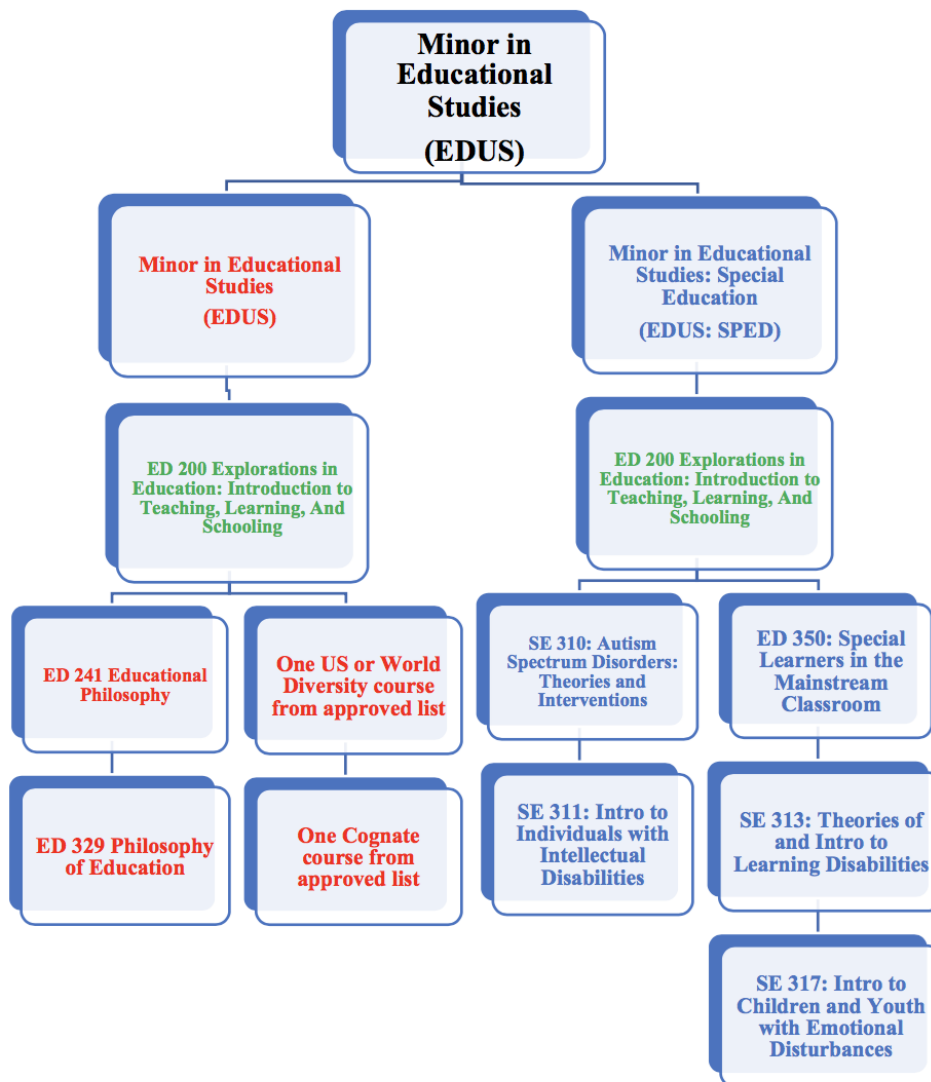 Minor in
Educational
Studies
(EDUS)
Minor in Educational
Studies
(EDUS)
Minor in Educational
Studies: Special
Education
(EDUS: SPED)
ED 200 Explorations in
Education: Introduction to
Teaching, Learning, And
Schooling
ED 200 Explorations in
Education: Introduction to
Teaching, Learning, And
Schooling
ED 241 Educational
Philosophy
One US or World
Diversity course
from approved list
SE 310: Autism
Spectrum Disorders:
Theories and
Interventions
ED 350: Special
Learners in the
Mainstream
Classroom
ED 329 Philosophy
of Education
One Cognate
course from
approved list
SE 311: Intro to
Individuals with
Intellectual
Disabilities
SE 313: Theories of
and Intro to
Learning Disabilities
SE 317: Intro to
Children and Youth
with Emotional
Disturbances